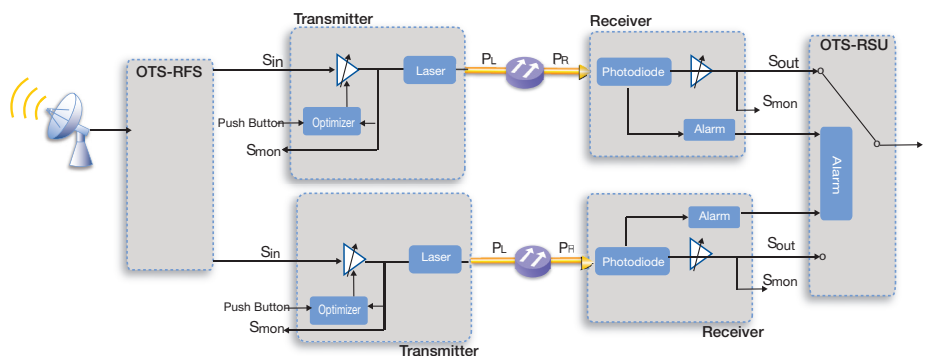 Transmitter
Receiver
OTS-RFS
Sin
Laser
PL
PR
Photodiode
Sout
OTS-RSU
Smon
Push Button
Optimizer
Smon
Alarm
Alarm
Alarm
Sin
Laser
PL
PR
Photodiode
Sout
Smon
Push Button
Optimizer
Smon
Receiver
Transmitter